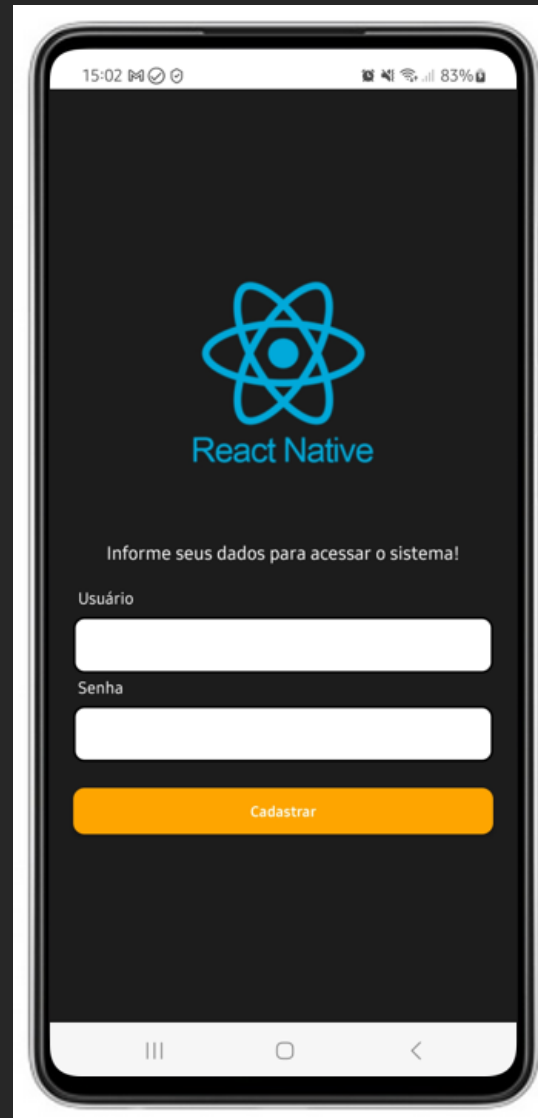 15:02
83%
React Native
Informe seus dados para acessar o sistema!
Usuário
Senha
Cadastrar